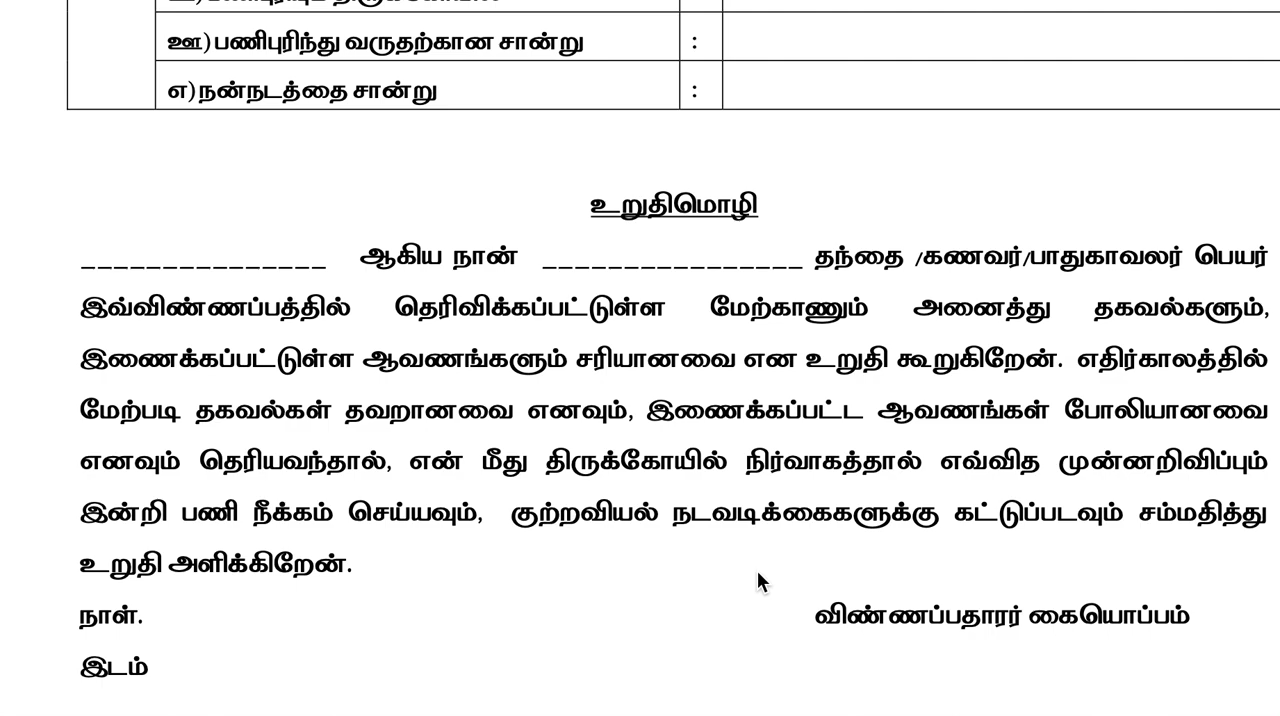 ஊ) பணிபுரிந்து வருதற்கான சான்று :
எ) நன்நடத்தை சான்று :
உறுதிமொழி
_______________ ஆகிய நான் ________________ தந்தை /கணவர்/பாதுகாவலர் பெயர்
இவ்விண்ணப்பத்தில் தெரிவிக்கப்பட்டுள்ள மேற்காணும் அனைத்து தகவல்களும்,
இணைக்கப்பட்டுள்ள ஆவணங்களும் சரியானவை என உறுதி கூறுகிறேன். எதிர்காலத்தில்
மேற்படி தகவல்கள் தவறானவை எனவும், இணைக்கப்பட்ட ஆவணங்கள் போலியானவை
எனவும் தெரியவந்தால், என் மீது திருக்கோயில் நிர்வாகத்தால் எவ்வித முன்னறிவிப்பும்
இன்றி பணி நீக்கம் செய்யவும், குற்றவியல் நடவடிக்கைகளுக்கு கட்டுப்படவும் சம்மதித்து
உறுதி அளிக்கிறேன்.
நாள். விண்ணப்பதாரர் கையொப்பம்
இடம்